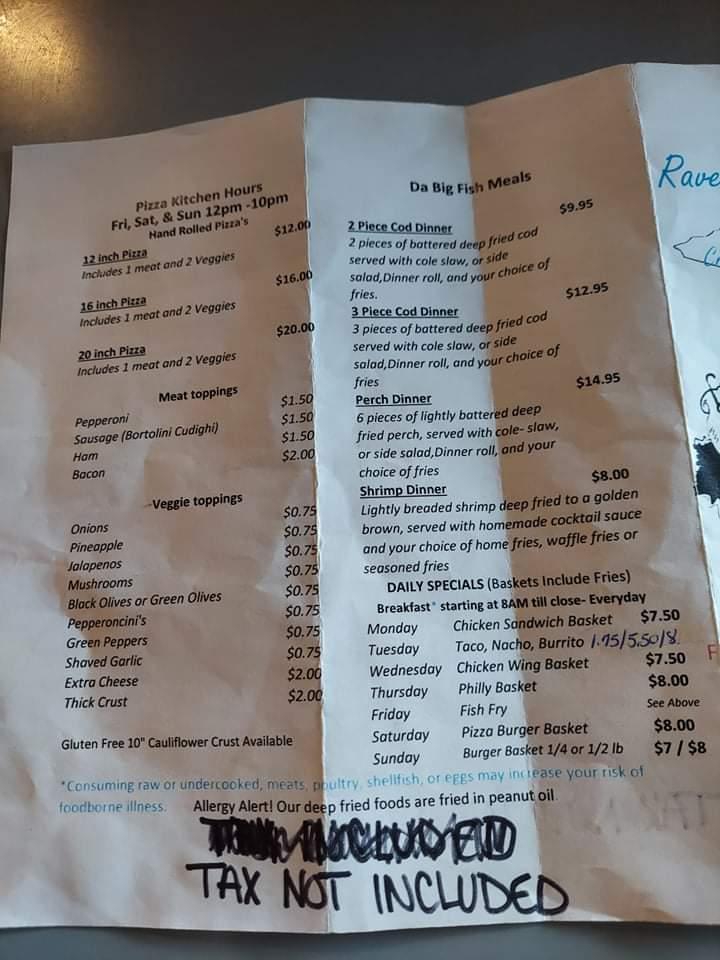 Pizza Kitchen Hours
Fri, Sat, & Sun 12pm -10pm
Hand Rolled Pizza's
12 inch Pizza $12.00
Includes 1 meat and 2 Veggies
16 inch Pizza $16.00
Includes 1 meat and 2 Veggies
20 inch Pizza $20.00
Includes 1 meat and 2 Veggies
Meat toppings
Pepperoni $1.50
Sausage (Bortolini Cudighi) $1.50
Ham $1.50
Bacon $2.00
Veggie toppings
Onions $0.75
Pineapple $0.75
Jalapenos $0.75
Mushrooms $0.75
Black Olives or Green Olives $0.75
Pepperoncini's $0.75
Green Peppers $0.75
Shaved Garlic $0.75
Extra Cheese $2.00
Thick Crust $2.00
Gluten Free 10" Cauliflower Crust Available
Da Big Fish Meals
2 Piece Cod Dinner $9.95
2 pieces of battered deep fried cod
served with cole slaw, or side
salad,Dinner roll, and your choice of
fries.
3 Piece Cod Dinner $12.95
3 pieces of battered deep fried cod
served with cole slaw, or side
salad,Dinner roll, and your choice of
fries
Perch Dinner $14.95
6 pieces of lightly battered deep
fried perch, served with cole- slaw,
or side salad,Dinner roll, and your
choice of fries
Shrimp Dinner $8.00
Lightly breaded shrimp deep fried to a golden
brown, served with homemade cocktail sauce
and your choice of home fries, waffle fries or
seasoned fries
DAILY SPECIALS (Baskets Include Fries)
Breakfast* starting at 8AM till close- Everyday
Monday Chicken Sandwich Basket $7.50
Tuesday Taco, Nacho, Burrito 1.75/5.50/8
Wednesday Chicken Wing Basket $7.50
Thursday Philly Basket $8.00
Friday Fish Fry See Above
Saturday Pizza Burger Basket $8.00
Sunday Burger Basket 1/4 or 1/2 lb $7 / $8
*Consuming raw or undercooked, meats, poultry, shellfish, or eggs may increase your risk of
foodborne illness.
Allergy Alert! Our deep fried foods are fried in peanut oil.
INCLUDED
TAX NOT INCLUDED
Rave